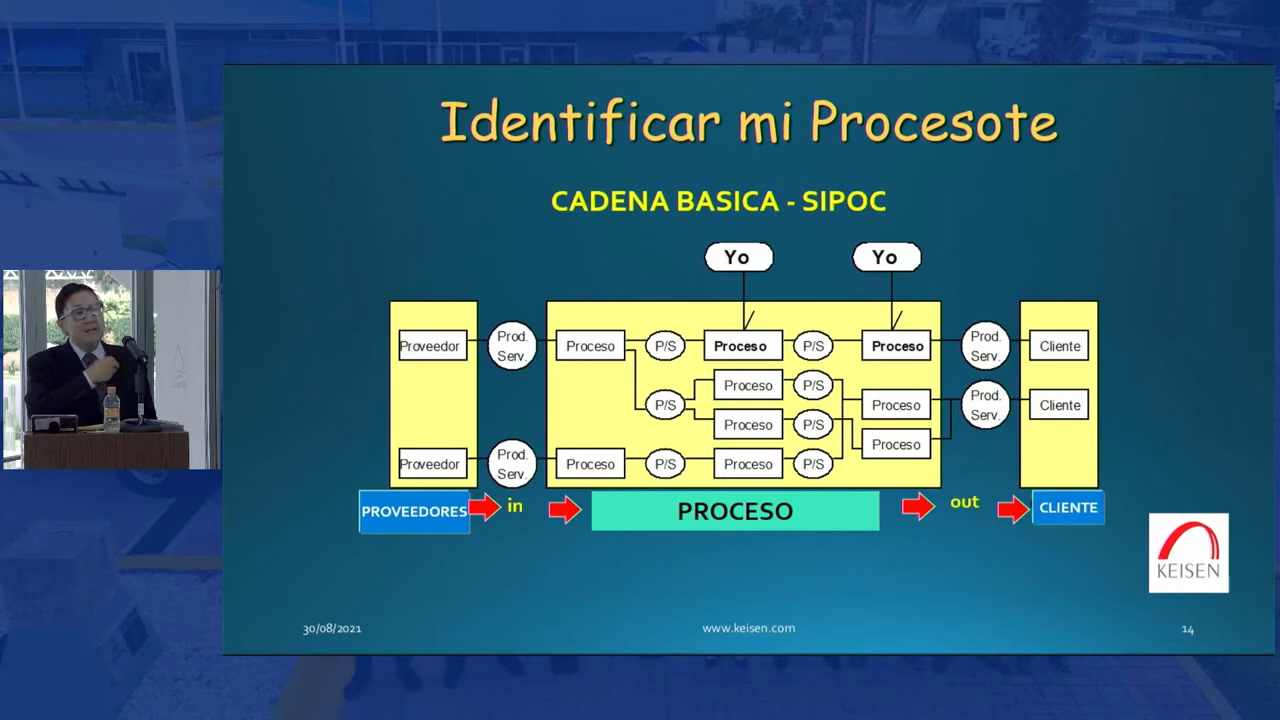 Identificar mi Procesote
CADENA BASICA - SIPOC
Yo
Yo
Proveedor
Prod.
Serv.
Proceso
P/S
Proceso
P/S
Proceso
Prod.
Serv.
Cliente
Proceso
P/S
P/S
Proceso
P/S
Proceso
Prod.
Serv.
Cliente
Proceso
Proveedor
Prod.
Serv.
Proceso
P/S
Proceso
P/S
PROVEEDORES
in
PROCESO
out
CLIENTE
KEISEN
30/08/2021
www.keisen.com
14